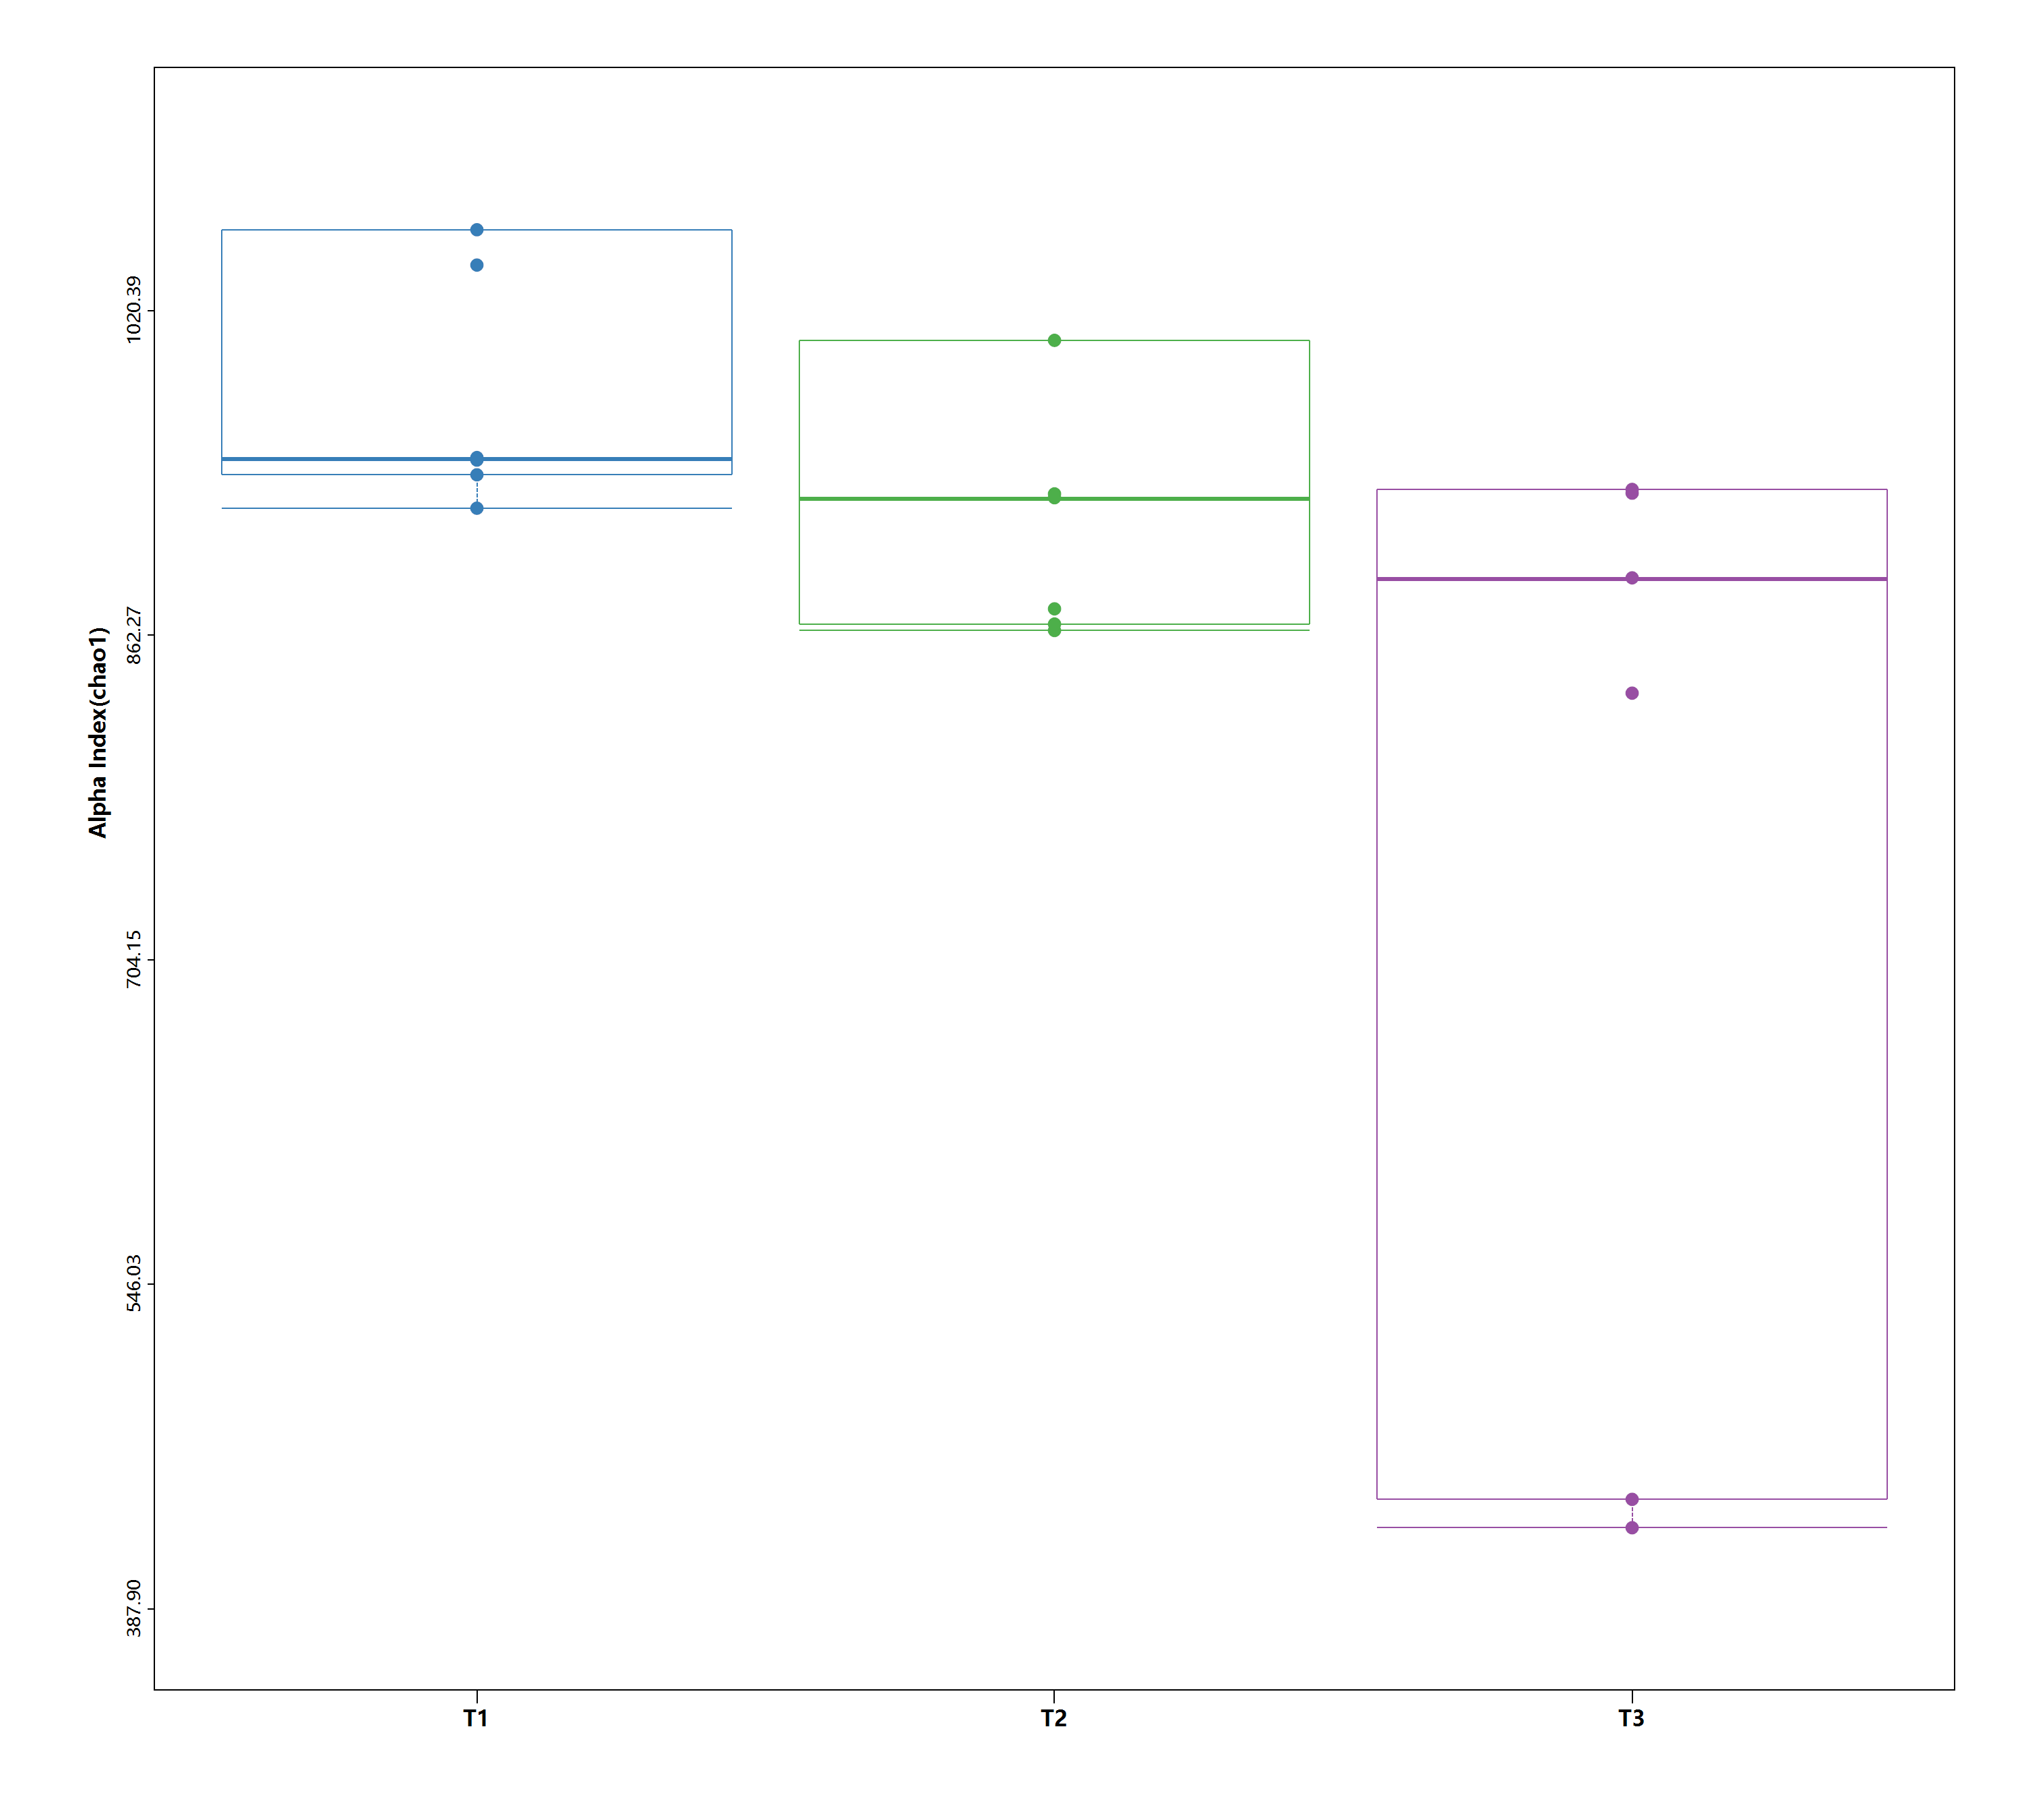 Alpha Index(chao1)
1020.39
862.27
704.15
546.03
387.90
T1
T2
T3